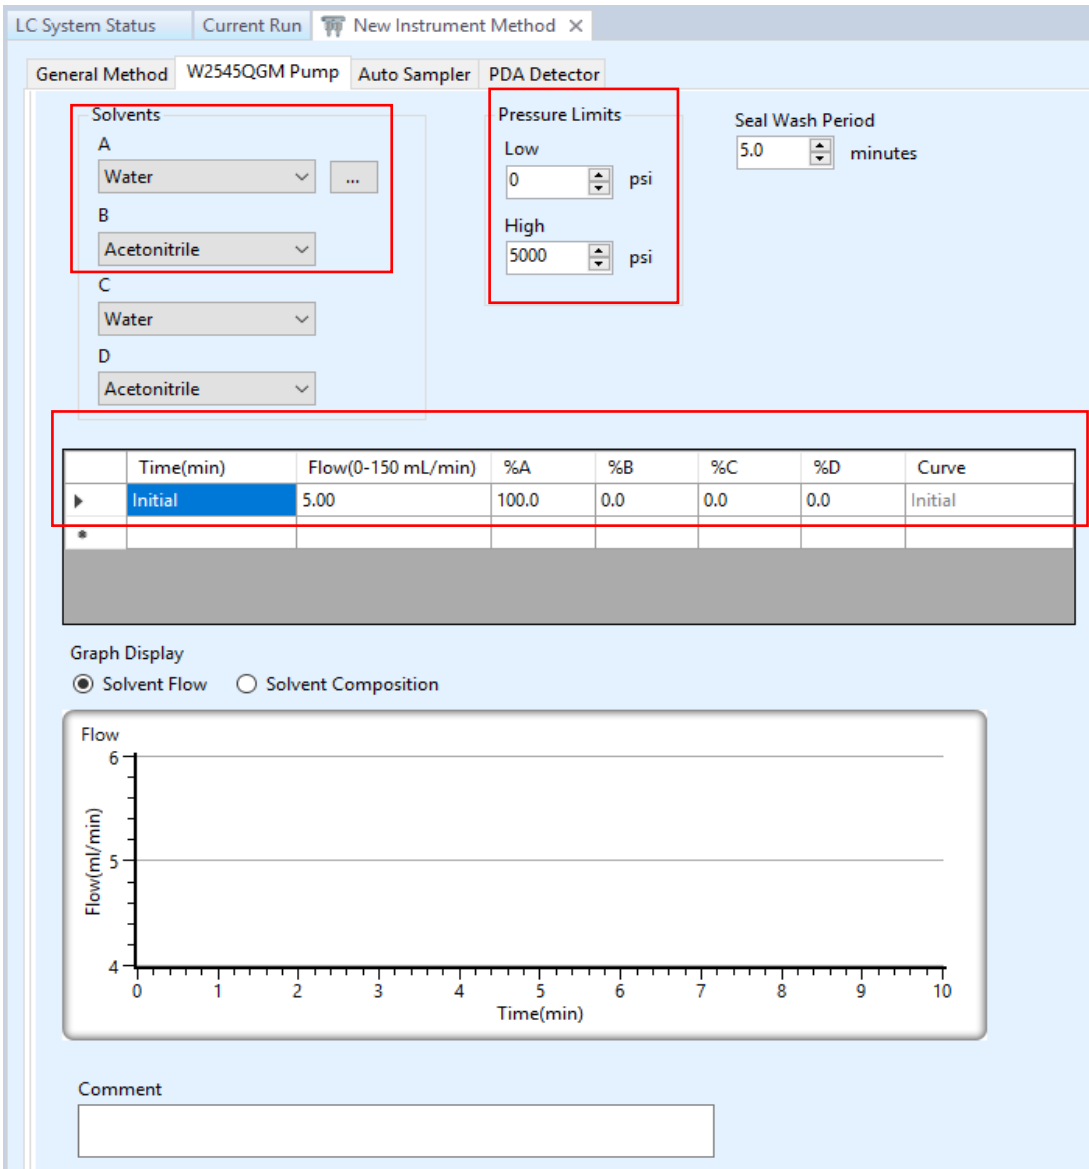 LC System Status Current Run New Instrument Method
General Method W2545QGM Pump Auto Sampler PDA Detector
Solvents
A
Water ...
B
Acetonitrile
C
Water
D
Acetonitrile
Pressure Limits
Low
0 psi
High
5000 psi
Seal Wash Period
5.0 minutes
Time(min) Flow(0-150 mL/min) %A %B %C %D Curve
Initial 5.00 100.0 0.0 0.0 0.0 Initial
Graph Display
Solvent Flow Solvent Composition
Flow
6
5
4
Flow(ml/min)
0 1 2 3 4 5 6 7 8 9 10
Time(min)
Comment